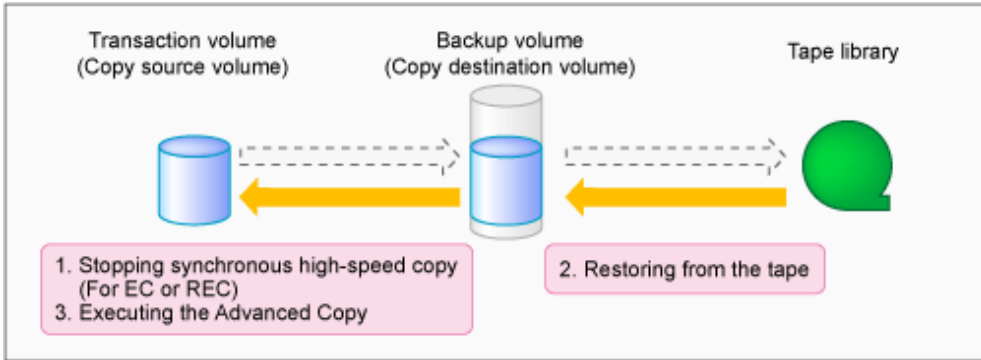 Transaction volume
(Copy source volume)
Backup volume
(Copy destination volume)
Tape library
1. Stopping synchronous high-speed copy
(For EC or REC)
3. Executing the Advanced Copy
2. Restoring from the tape